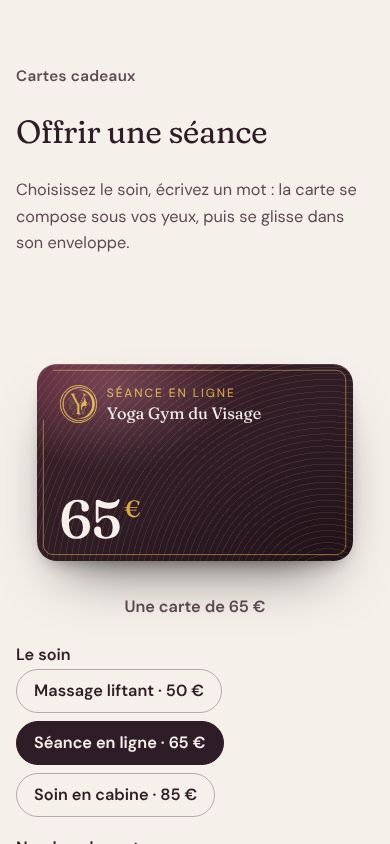 Cartes cadeaux
Offrir une séance
Choisissez le soin, écrivez un mot : la carte se
compose sous vos yeux, puis se glisse dans
son enveloppe.
SÉANCE EN LIGNE
Yoga Gym du Visage
65€
Une carte de 65 €
Le soin
Massage liftant · 50 €
Séance en ligne · 65 €
Soin en cabine · 85 €